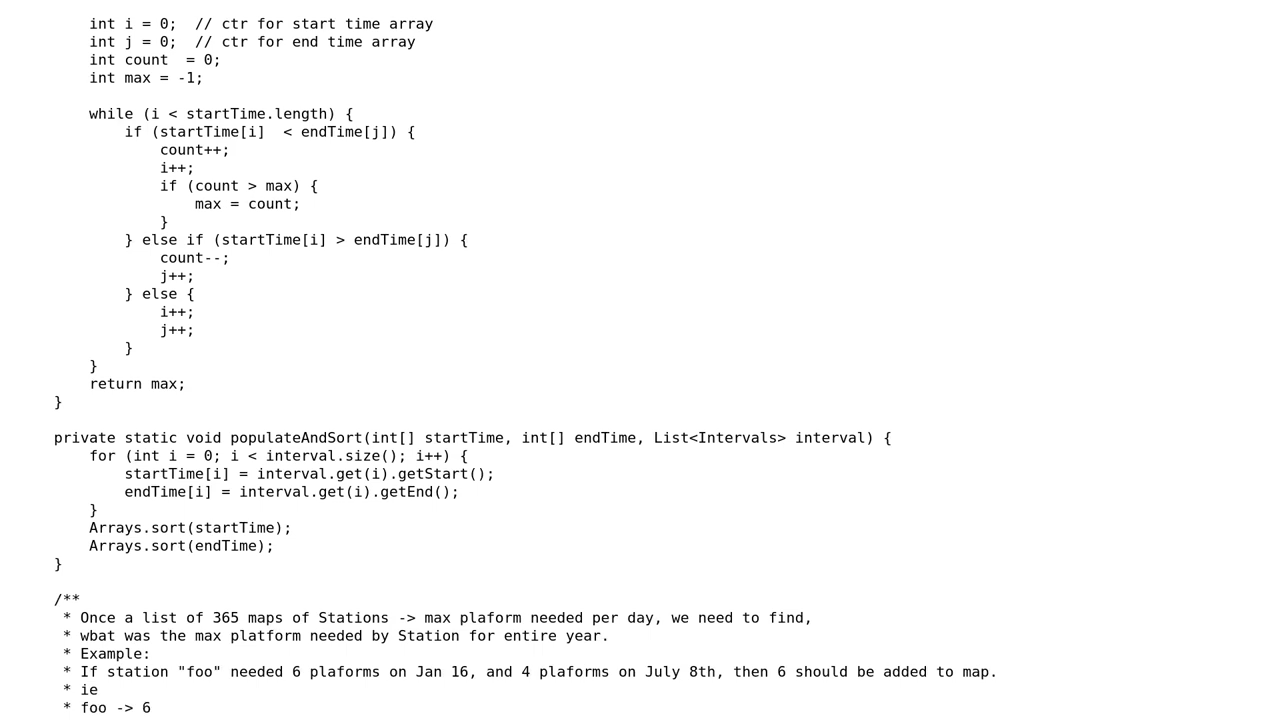 int i = 0;  // ctr for start time array
int j = 0;  // ctr for end time array
int count  = 0;
int max = -1;
while (i < startTime.length) {
if (startTime[i]  < endTime[j]) {
count++;
i++;
if (count > max) {
max = count;
}
} else if (startTime[i] > endTime[j]) {
count--;
j++;
} else {
i++;
j++;
}
}
return max;
}
private static void populateAndSort(int[] startTime, int[] endTime, List<Intervals> interval) {
for (int i = 0; i < interval.size(); i++) {
startTime[i] = interval.get(i).getStart();
endTime[i] = interval.get(i).getEnd();
}
Arrays.sort(startTime);
Arrays.sort(endTime);
}
/**
* Once a list of 365 maps of Stations -> max plaform needed per day, we need to find,
* wbat was the max platform needed by Station for entire year.
* Example:
* If station "foo" needed 6 plaforms on Jan 16, and 4 plaforms on July 8th, then 6 should be added to map.
* ie
* foo -> 6